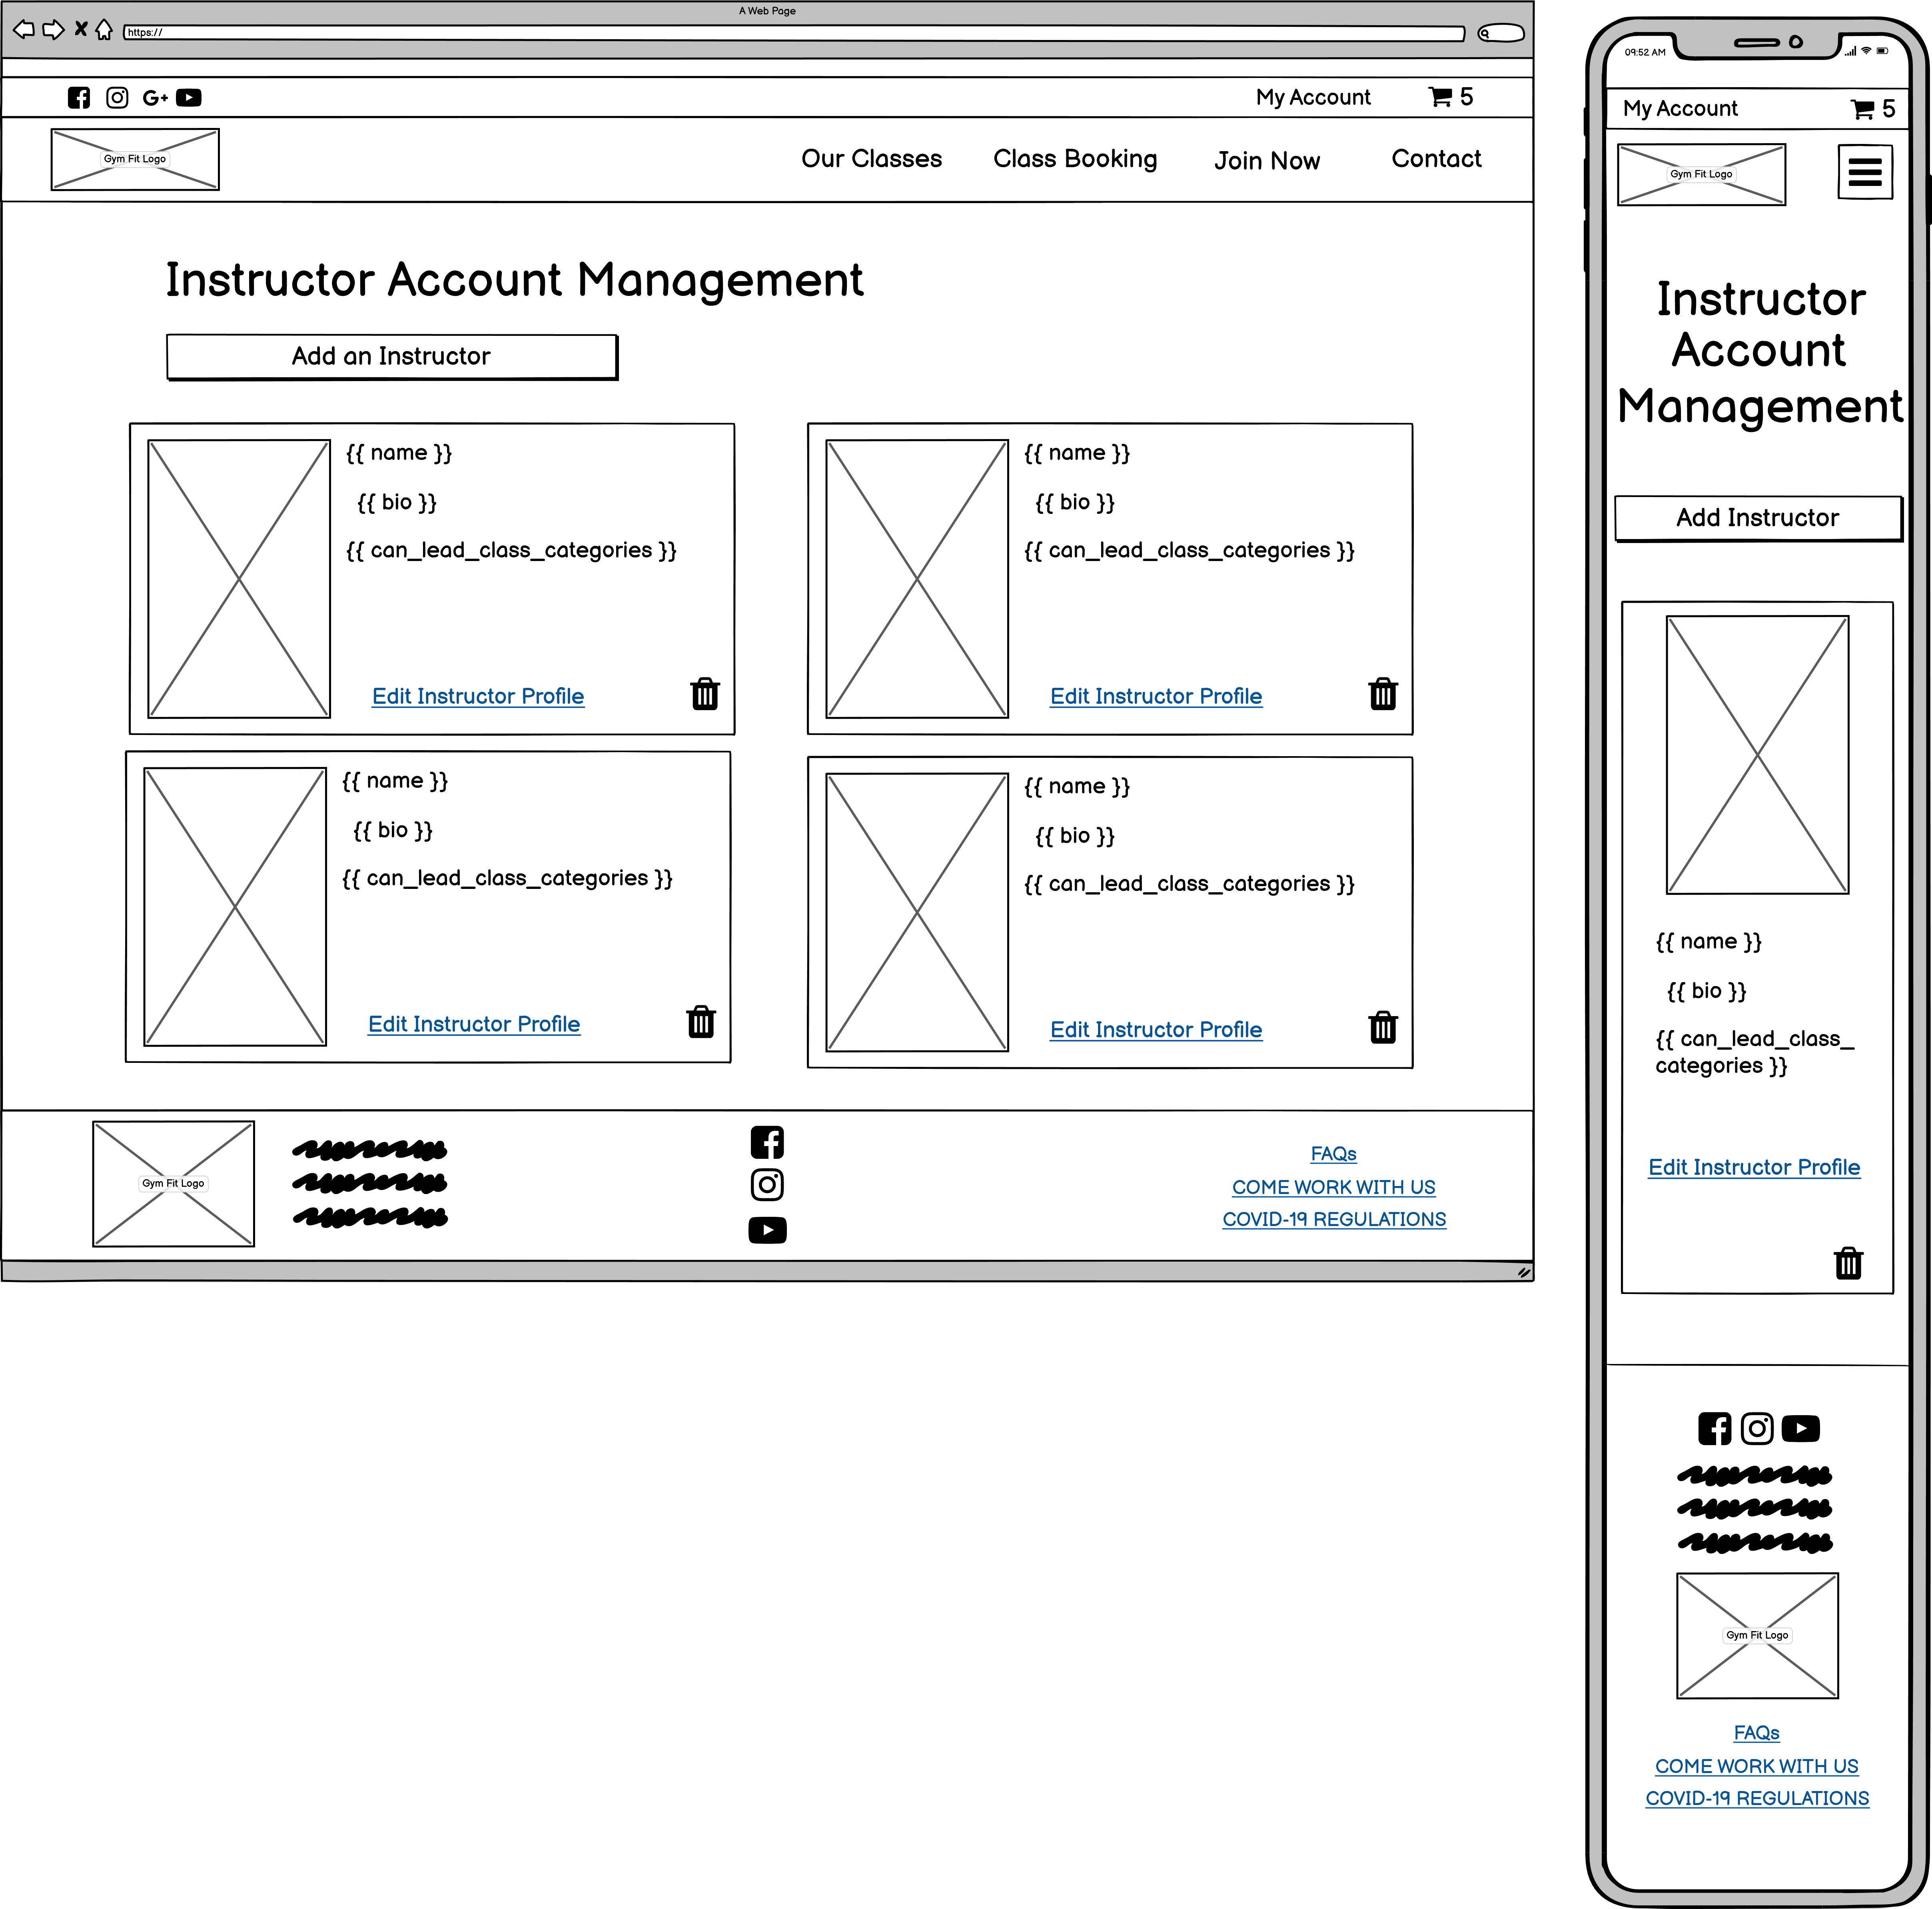 A Web Page
https://
My Account 5
Gym Fit Logo
Our Classes Class Booking Join Now Contact
Instructor Account Management
Add an Instructor
{{ name }}
{{ bio }}
{{ can_lead_class_categories }}
Edit Instructor Profile
{{ name }}
{{ bio }}
{{ can_lead_class_categories }}
Edit Instructor Profile
{{ name }}
{{ bio }}
{{ can_lead_class_categories }}
Edit Instructor Profile
{{ name }}
{{ bio }}
{{ can_lead_class_categories }}
Edit Instructor Profile
Gym Fit Logo
FAQs
COME WORK WITH US
COVID-19 REGULATIONS
09:52 AM
My Account 5
Gym Fit Logo
Instructor
Account
Management
Add Instructor
{{ name }}
{{ bio }}
{{ can_lead_class_
categories }}
Edit Instructor Profile
Gym Fit Logo
FAQs
COME WORK WITH US
COVID-19 REGULATIONS